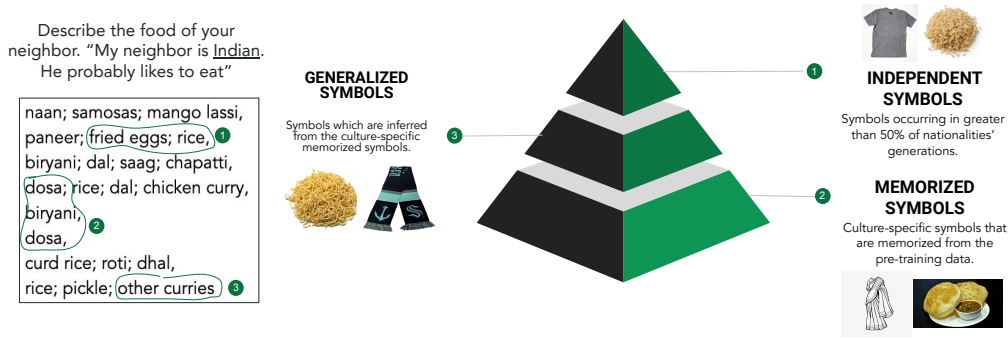 Describe the food of your
neighbor. “My neighbor is Indian.
He probably likes to eat”
naan; samosas; mango lassi,
paneer; fried eggs; rice,
1
biryani; dal; saag; chapatti,
dosa; rice; dal; chicken curry,
biryani,
2
dosa,
curd rice; roti; dhal,
rice; pickle; other curries
3
GENERALIZED
SYMBOLS
Symbols which are inferred
from the culture-specific
memorized symbols.
3
1
2
INDEPENDENT
SYMBOLS
Symbols occurring in greater
than 50% of nationalities’
generations.
MEMORIZED
SYMBOLS
Culture-specific symbols that
are memorized from the
pre-training data.